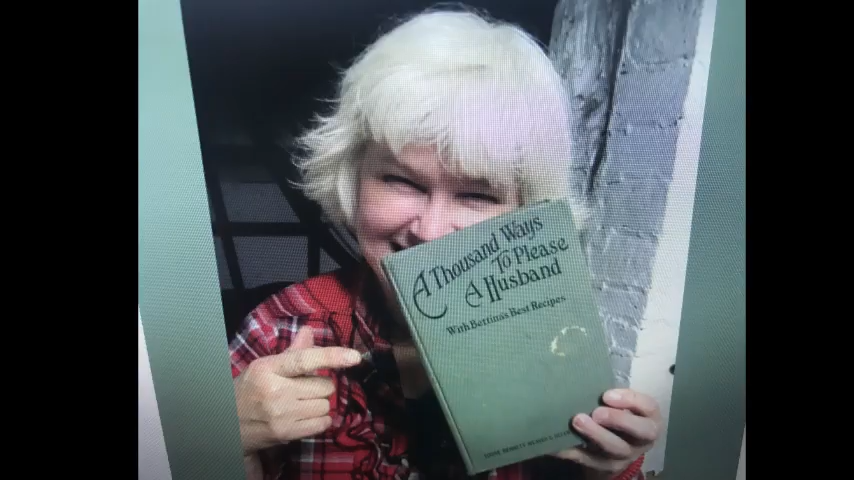 A Thousand Ways
To Please
A Husband
With Bettina's Best Recipes